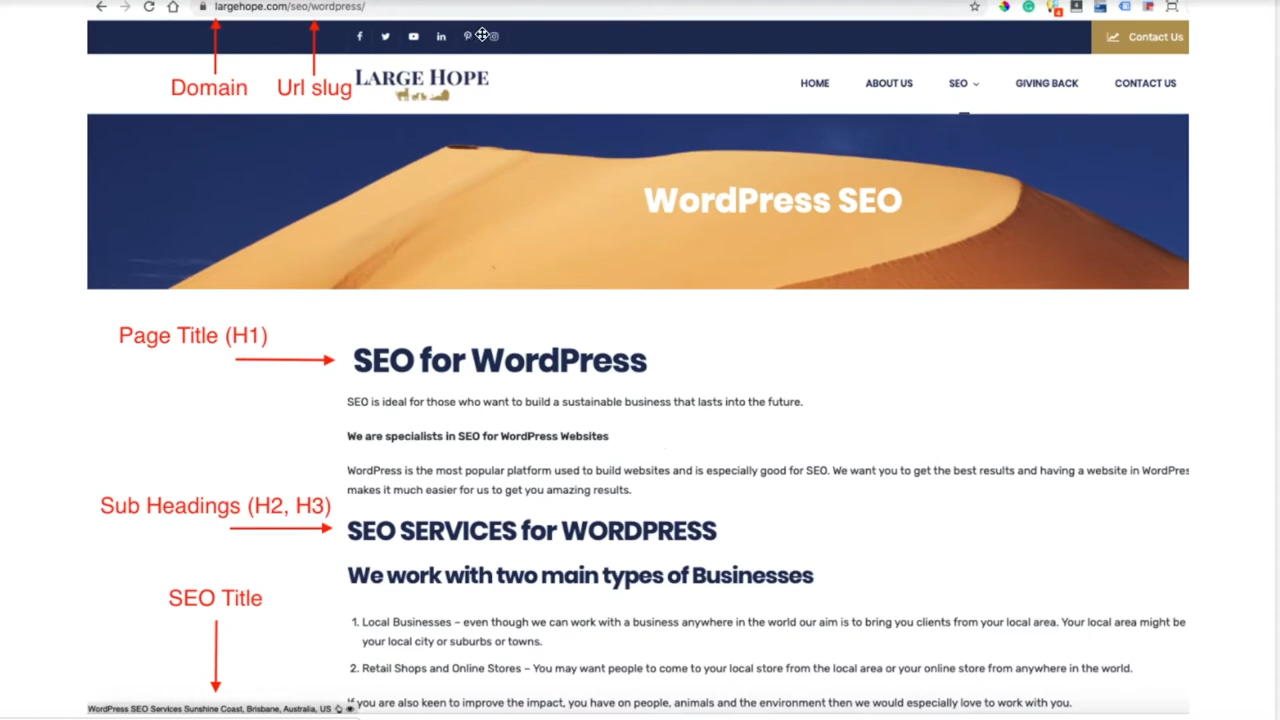 largehope.com/seo/wordpress/
Contact Us
Domain
Url slug
LARGE HOPE
HOME ABOUT US SEO GIVING BACK CONTACT US
WordPress SEO
Page Title (H1)
SEO for WordPress
SEO is ideal for those who want to build a sustainable business that lasts into the future.
We are specialists in SEO for WordPress Websites
WordPress is the most popular platform used to build websites and is especially good for SEO. We want you to get the best results and having a website in WordPres
makes it much easier for us to get you amazing results.
Sub Headings (H2, H3)
SEO SERVICES for WORDPRESS
We work with two main types of Businesses
1. Local Businesses – even though we can work with a business anywhere in the world our aim is to bring you clients from your local area. Your local area might be
your local city or suburbs or towns.
SEO Title
2. Retail Shops and Online Stores – You may want people to come to your local store from the local area or your online store from anywhere in the world.
If you are also keen to improve the impact, you have on people, animals and the environment then we would especially love to work with you.
WordPress SEO Services Sunshine Coast, Brisbane, Australia, US